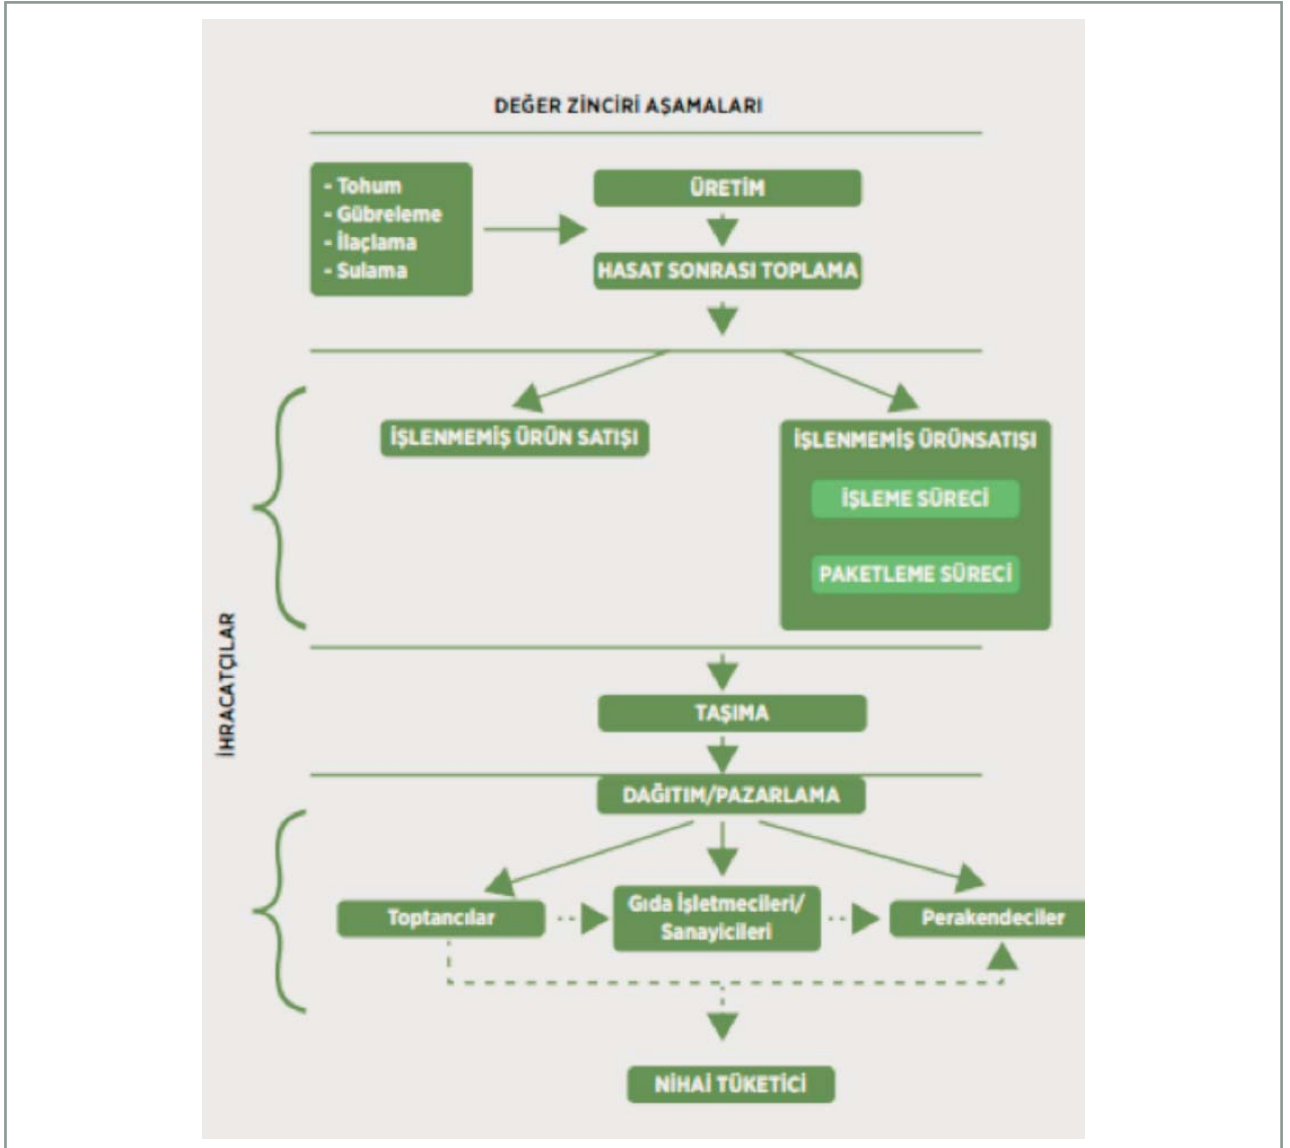 DEĞER ZİNCİRİ AŞAMALARI
- Tohum
- Gübreleme
- İlaçlama
- Sulama
ÜRETİM
HASAT SONRASI TOPLAMA
İŞLENMEMİŞ ÜRÜN SATIŞI
İŞLENMEMİŞ ÜRÜNSATIŞI
İŞLEME SÜRECİ
PAKETLEME SÜRECİ
İHRACATÇILAR
TAŞIMA
DAĞITIM/PAZARLAMA
Toptancılar
Gıda İşletmecileri/
Sanayicileri
Perakendeciler
NİHAİ TÜKETİCİ